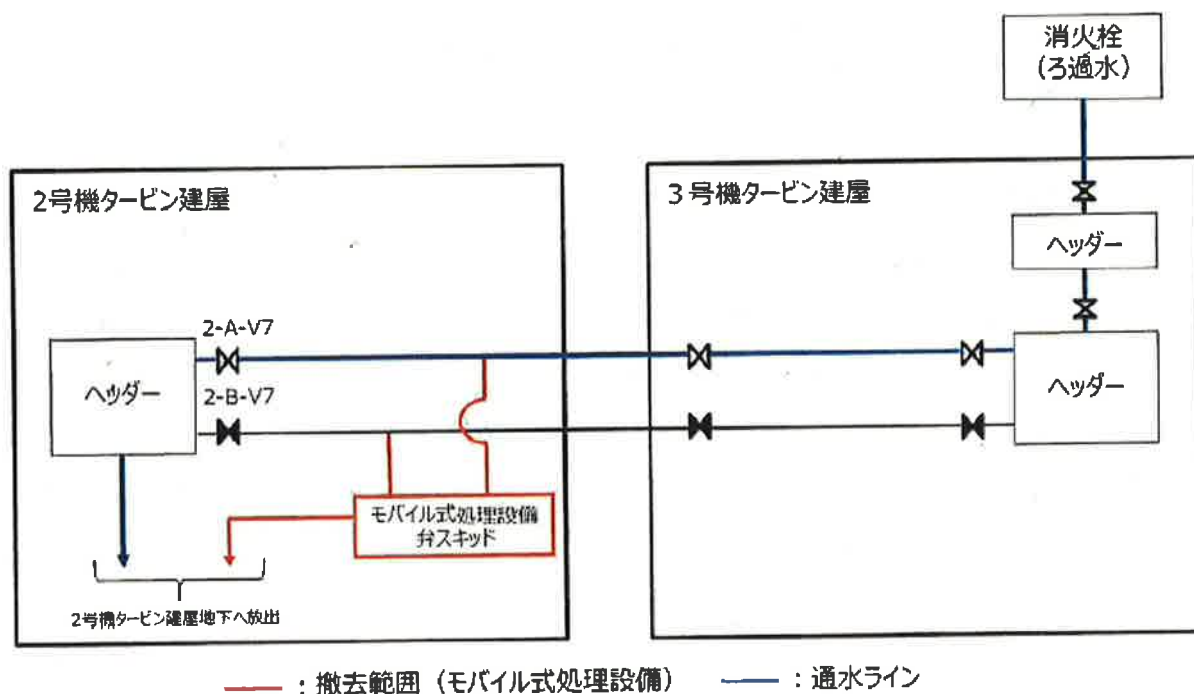 消火栓
(ろ過水)
2号機タービン建屋
3号機タービン建屋
ヘッダー
2-A-V7
ヘッダー
2-B-V7
ヘッダー
モバイル式処理設備
弁スキッド
2号機タービン建屋地下へ放出
：撤去範囲（モバイル式処理設備）
：通水ライン